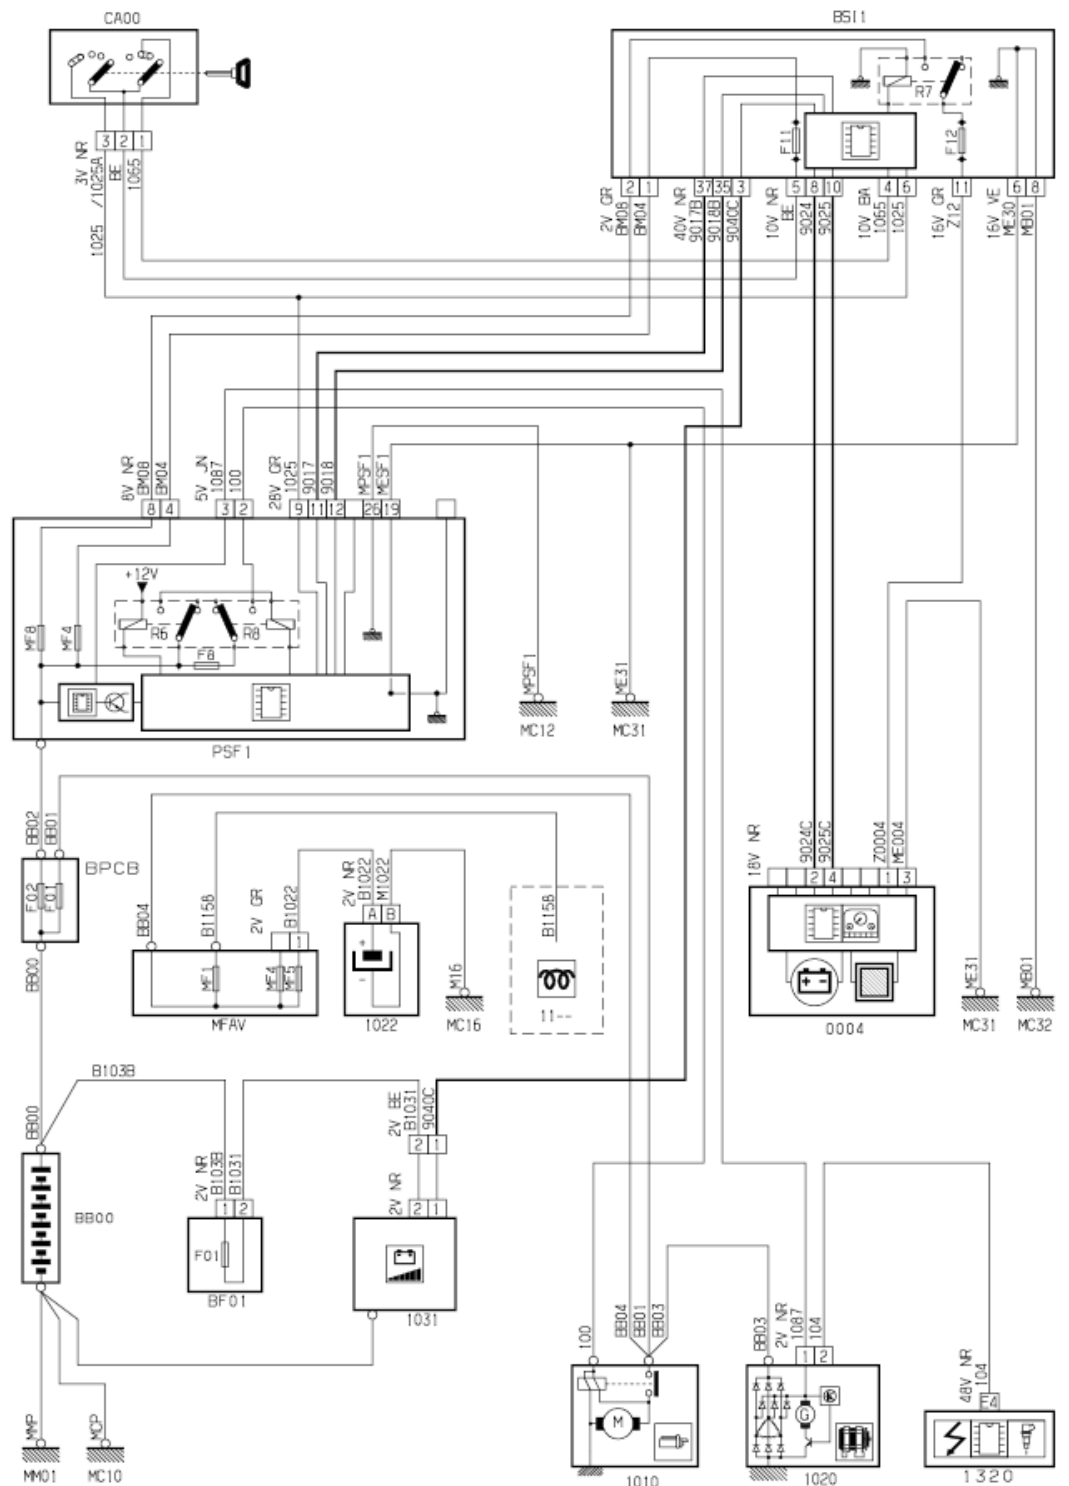 CA00
BSI1
R7
F11
F12
3 2 1
2 1 37 35 3 5 8 10 4 6 11 6 8
3V NR
1025 /1025A
BE
1065
2V GR
BM08
BM04
40V NR
9017B
9018B
9040C
10V NR
BE
9024
9025
10V BA
1065
1025
16V GR
Z12
16V VE
ME30
MB01
8V NR
BM08
BM04
5V JN
1087
100
28V GR
1025
9017
9018
MPSF1
MESF1
8 4 3 2 9 11 12 26 19
+12V
MF8
MF4
R6
R8
F8
PSF1
MPSF1
MC12
ME31
MC31
BB02
BB01
BPCB
F02
F01
BB00
BB04
B115B
2V GR
B1022
1
MF1
MF4
MF5
MFAV
2V NR
B1022
M1022
A B
+
-
1022
M16
MC16
B115B
11--
18V NR
9024C
9025C
Z0004
ME004
2 4 1 3
+ -
0004
ME31
MC31
MB01
MC32
B103B
BB00
BB00
2V NR
B103B
B1031
1 2
F01
BF01
2V BE
B1031
9040C
2 1
2V NR
2 1
1031
MMP
MM01
MCP
MC10
100
BB04
BB01
BB03
M
1010
BB03
2V NR
1087
104
1 2
G
1020
48V NR
104
1320